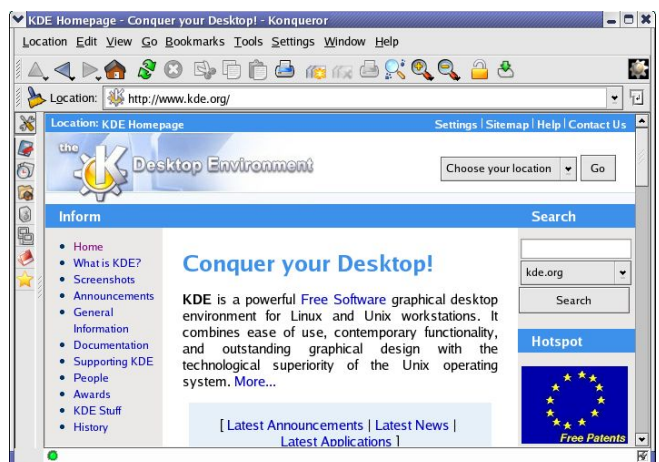 KDE Homepage - Conquer your Desktop! - Konqueror
Location Edit View Go Bookmarks Tools Settings Window Help
Location: http://www.kde.org/
Location: KDE Homepage
Settings | Sitemap | Help | Contact Us
the
K Desktop Environment
Choose your location
Go
Inform
Home
What is KDE?
Screenshots
Announcements
General
Information
Documentation
Supporting KDE
People
Awards
KDE Stuff
History
Conquer your Desktop!
KDE is a powerful Free Software graphical desktop
environment for Linux and Unix workstations. It
combines ease of use, contemporary functionality,
and outstanding graphical design with the
technological superiority of the Unix operating
system. More...
[ Latest Announcements | Latest News |
Latest Applications ]
Search
kde.org
Search
Hotspot
Free Patents